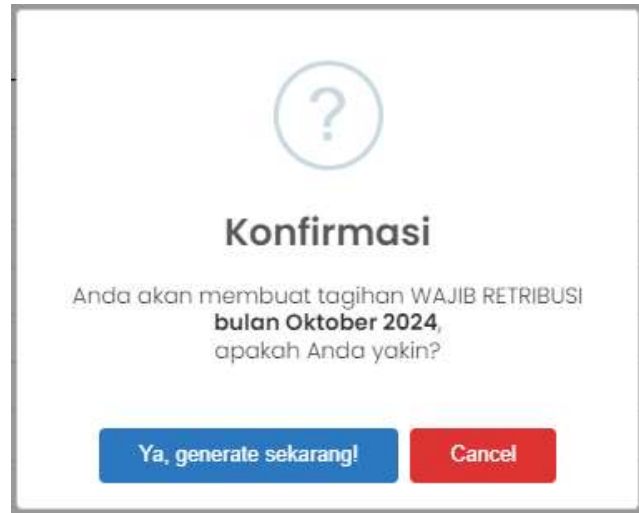 ?
Konfirmasi
Anda akan membuat tagihan WAJIB RETRIBUSI
bulan Oktober 2024,
apakah Anda yakin?
Ya, generate sekarang!
Cancel